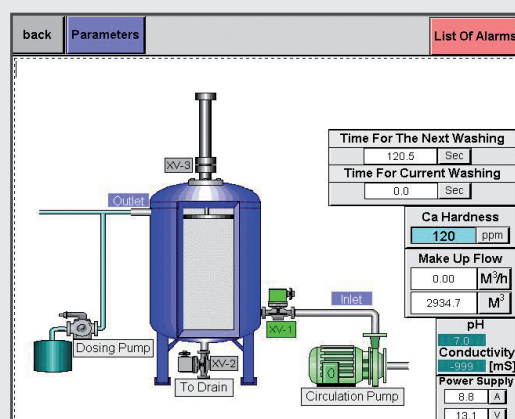 back
Parameters
List Of Alarms
XV-3
Time For The Next Washing
120.5 Sec
Time For Current Washing
0.0 Sec
Outlet
Ca Hardness
120 ppm
Make Up Flow
0.00 M³/h
2934.7 M³
Inlet
XV-1
pH
7.0
Conductivity
-999 [mS]
Dosing Pump
XV-2
To Drain
Circulation Pump
Power Supply
8.8 A
13.1 V